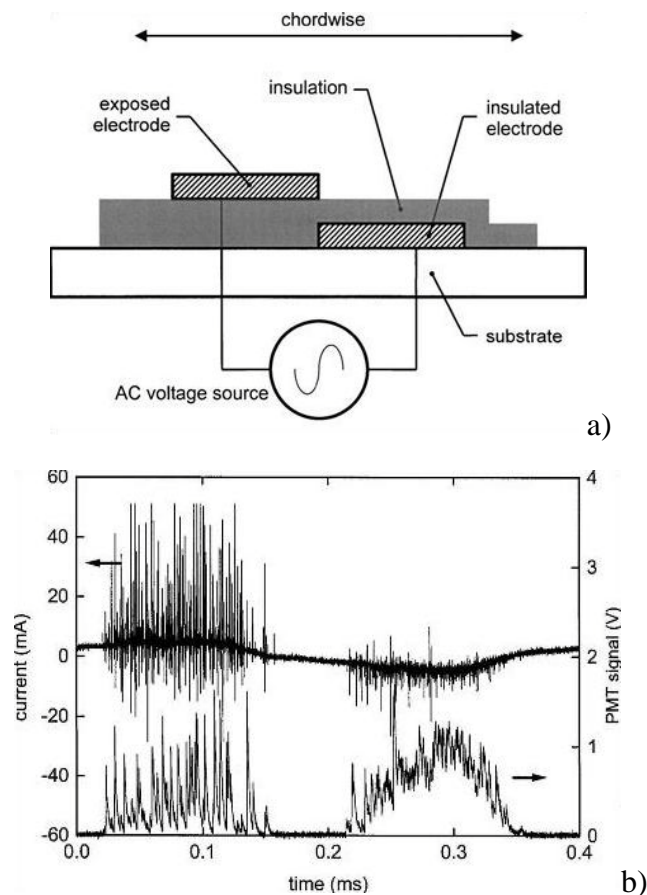 chordwise
insulation
exposed
electrode
insulated
electrode
substrate
AC voltage source
a)
60
40
20
0
-20
-40
-60
current (mA)
4
3
2
1
0
PMT signal (V)
0.0 0.1 0.2 0.3 0.4
time (ms)
b)